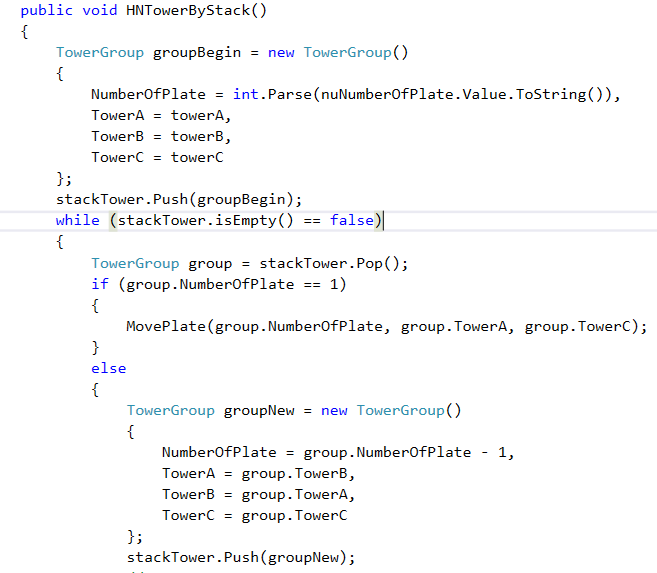 public void HNTowerByStack()
{
TowerGroup groupBegin = new TowerGroup()
{
NumberOfPlate = int.Parse(nuNumberOfPlate.Value.ToString()),
TowerA = towerA,
TowerB = towerB,
TowerC = towerC
};
stackTower.Push(groupBegin);
while (stackTower.isEmpty() == false)
{
TowerGroup group = stackTower.Pop();
if (group.NumberOfPlate == 1)
{
MovePlate(group.NumberOfPlate, group.TowerA, group.TowerC);
}
else
{
TowerGroup groupNew = new TowerGroup()
{
NumberOfPlate = group.NumberOfPlate - 1,
TowerA = group.TowerB,
TowerB = group.TowerA,
TowerC = group.TowerC
};
stackTower.Push(groupNew);